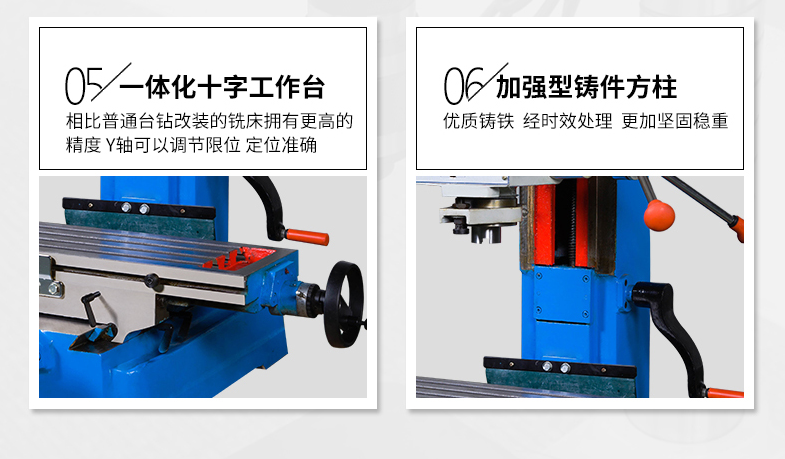 05 一体化十字工作台
相比普通台钻改装的铣床拥有更高的
精度 Y轴可以调节限位 定位准确
06 加强型铸件方柱
优质铸铁 经时效处理 更加坚固稳重